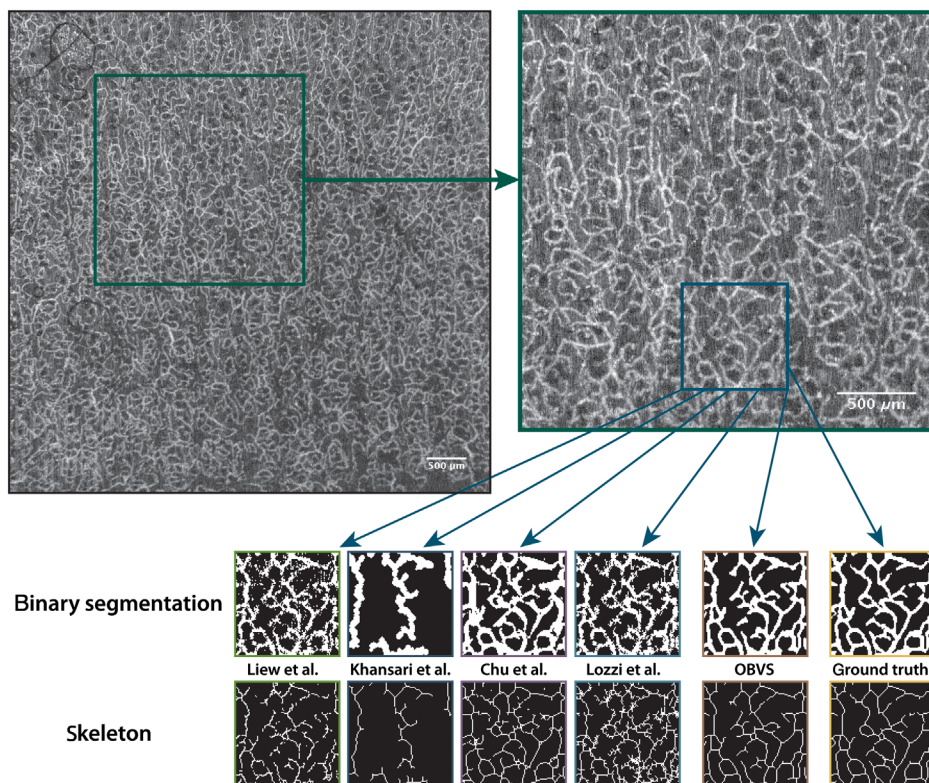 500 µm
500 µm
Binary segmentation
Liew et al.
Khansari et al.
Chu et al.
Lozzi et al.
OBVS
Ground truth
Skeleton